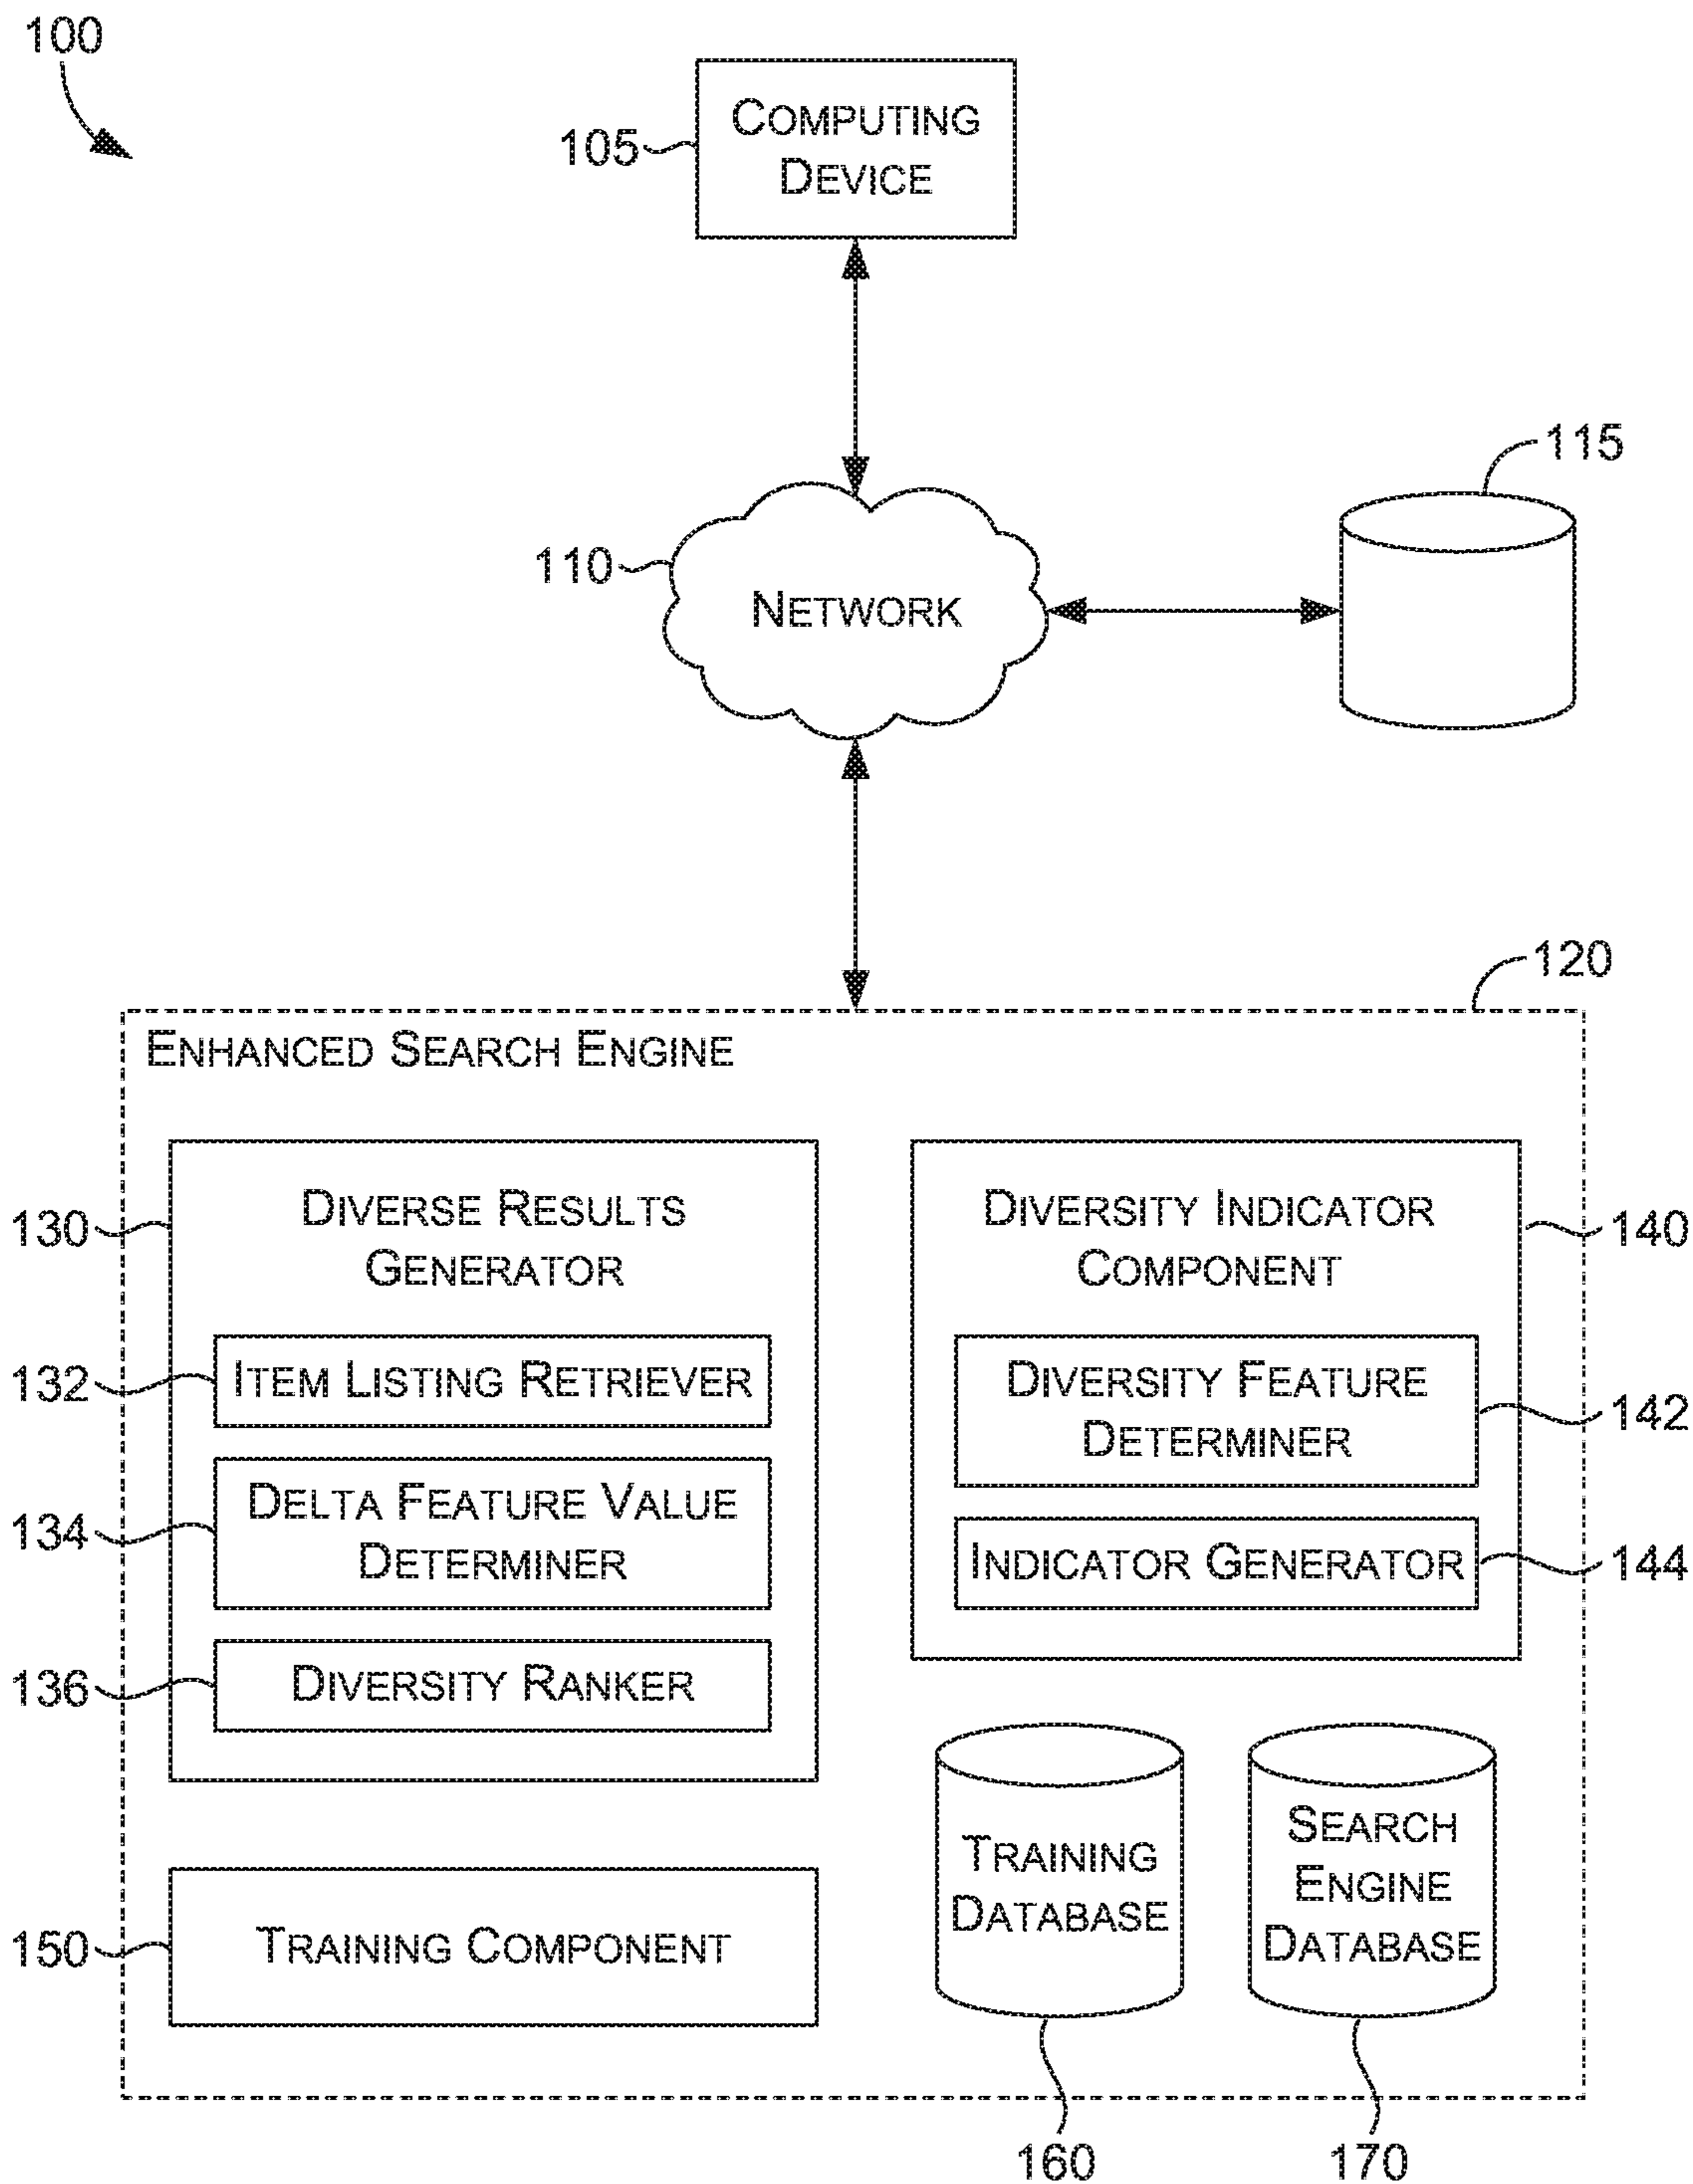 100
COMPUTING
DEVICE
105
115
110
NETWORK
120
ENHANCED SEARCH ENGINE
130
DIVERSE RESULTS
GENERATOR
132
ITEM LISTING RETRIEVER
134
DELTA FEATURE VALUE
DETERMINER
136
DIVERSITY RANKER
DIVERSITY INDICATOR
COMPONENT
140
DIVERSITY FEATURE
DETERMINER
142
INDICATOR GENERATOR
144
150
TRAINING COMPONENT
TRAINING
DATABASE
SEARCH
ENGINE
DATABASE
160
170